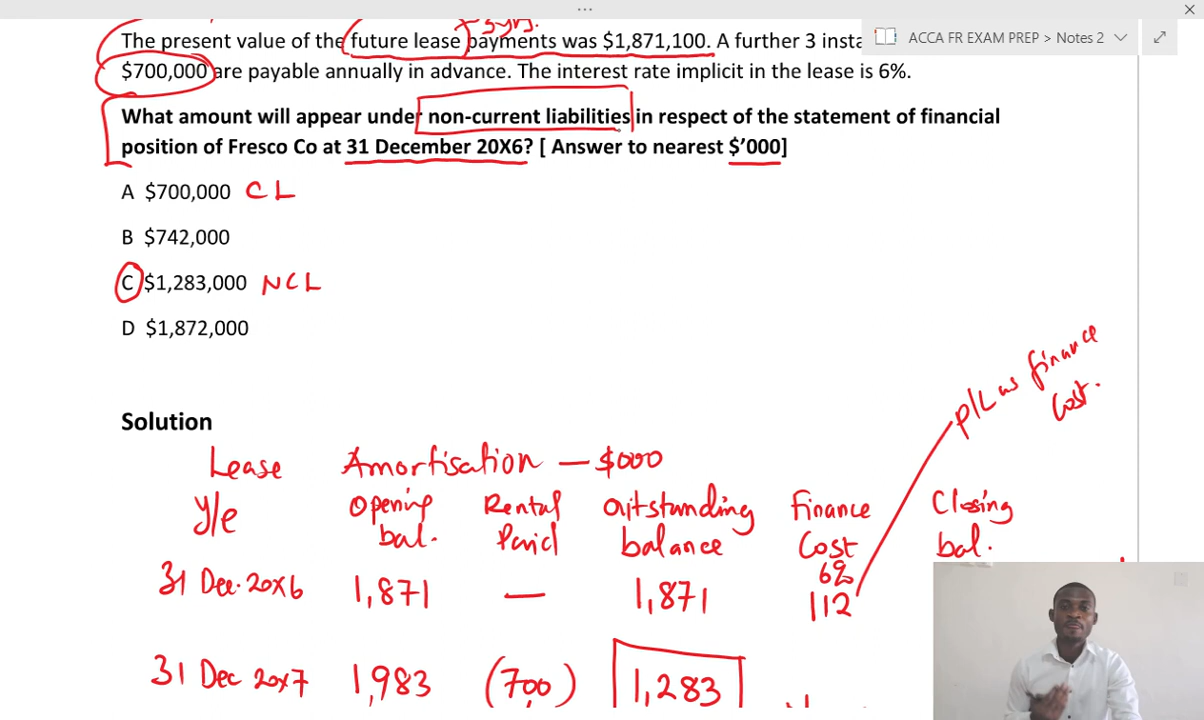 The present value of the future lease payments was $1,871,100. A further 3 insta
ACCA FR EXAM PREP > Notes 2
$700,000 are payable annually in advance. The interest rate implicit in the lease is 6%.
What amount will appear under non-current liabilities in respect of the statement of financial
position of Fresco Co at 31 December 20X6? [ Answer to nearest $'000]
A $700,000 CL
B $742,000
C $1,283,000 NCL
D $1,872,000
P/L as finance
cost.
Solution
Lease Amortisation – $000
Y/e Opening Rental Outstanding Finance Closing
bal. Paid balance Cost bal.
6%
31 Dec. 20X6 1,871 — 1,871 112
31 Dec 20X7 1,983 (700) 1,283